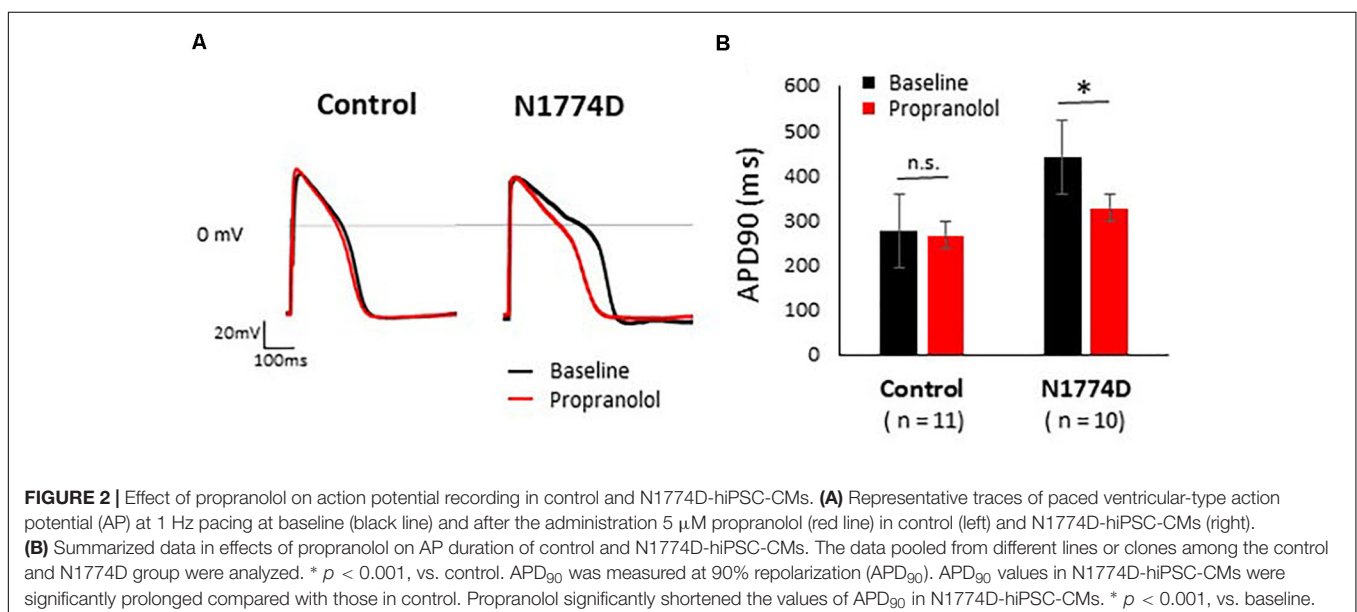 A
Control
N1774D
0 mV
20mV
100ms
Baseline
Propranolol
B
APD90 (ms)
600
500
400
300
200
100
0
Baseline
Propranolol
n.s.
*
Control
( n = 11)
N1774D
( n = 10)
FIGURE 2 | Effect of propranolol on action potential recording in control and N1774D-hiPSC-CMs. (A) Representative traces of paced ventricular-type action
potential (AP) at 1 Hz pacing at baseline (black line) and after the administration 5 μM propranolol (red line) in control (left) and N1774D-hiPSC-CMs (right).
(B) Summarized data in effects of propranolol on AP duration of control and N1774D-hiPSC-CMs. The data pooled from different lines or clones among the control
and N1774D group were analyzed. * p < 0.001, vs. control. APD90 was measured at 90% repolarization (APD90). APD90 values in N1774D-hiPSC-CMs were
significantly prolonged compared with those in control. Propranolol significantly shortened the values of APD90 in N1774D-hiPSC-CMs. * p < 0.001, vs. baseline.